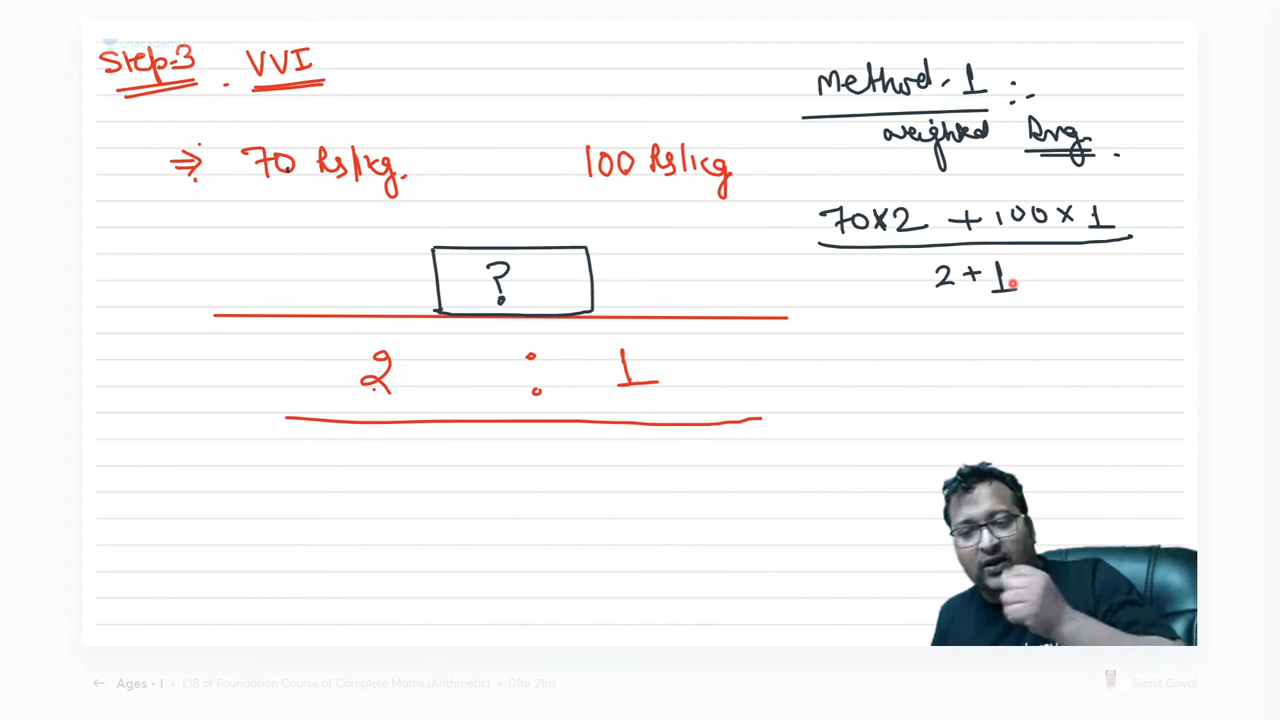 unacademy
Step-3 . VVI
⇒ 70 Rs/kg. 100 Rs/kg
?
2 : 1
Method - 1 :-
weighted Avg.
70×2 + 100×1
2 + 1
← Ages - I • L18 of Foundation Course of Complete Maths (Arithmetic) • 01hr 31m
Sumit Goyal